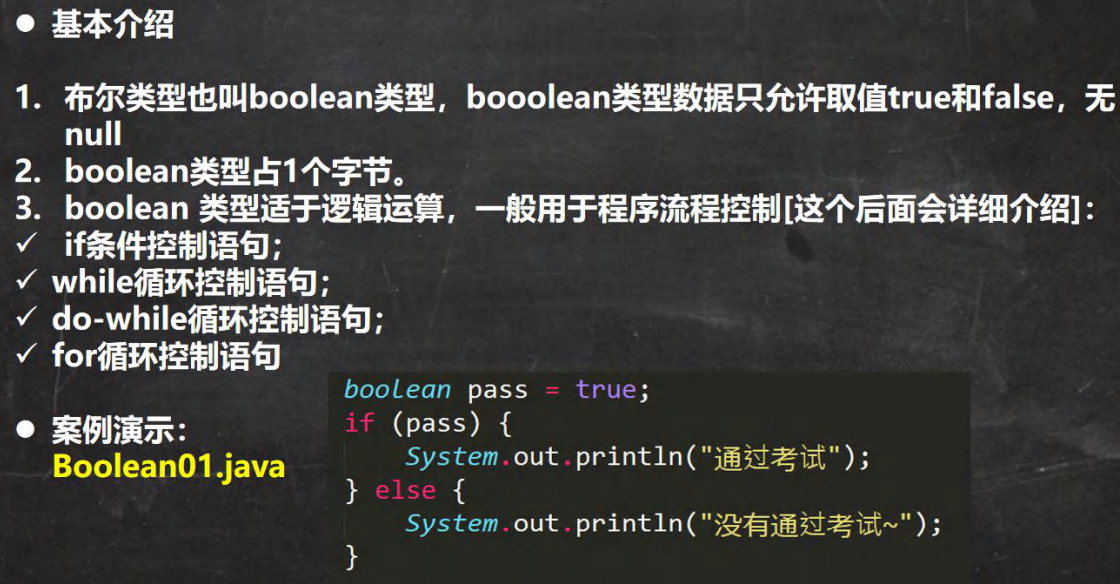 ● 基本介绍
1. 布尔类型也叫boolean类型，booolean类型数据只允许取值true和false，无
null
2. boolean类型占1个字节。
3. boolean 类型适于逻辑运算，一般用于程序流程控制[这个后面会详细介绍]：
✓ if条件控制语句；
✓ while循环控制语句；
✓ do-while循环控制语句；
✓ for循环控制语句
● 案例演示：
Boolean01.java
boolean pass = true;
if (pass) {
    System.out.println("通过考试");
} else {
    System.out.println("没有通过考试~");
}